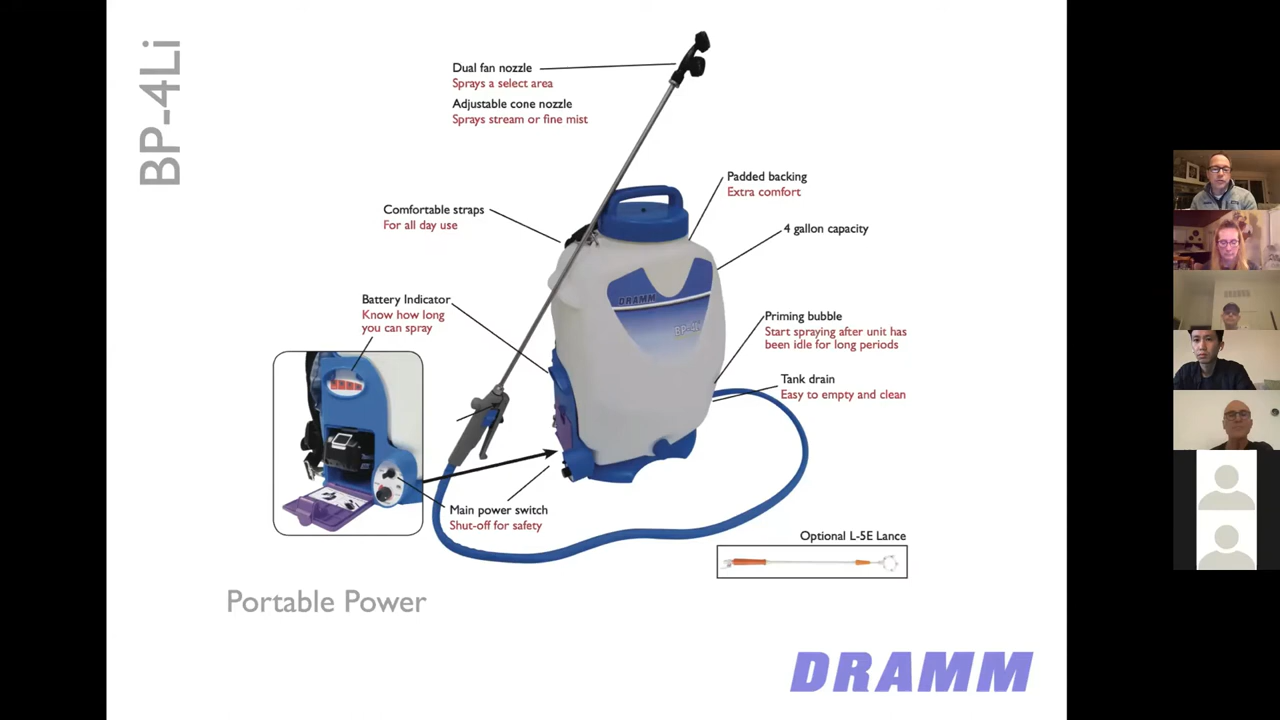 BP-4Li
Dual fan nozzle
Sprays a select area
Adjustable cone nozzle
Sprays stream or fine mist
Padded backing
Extra comfort
Comfortable straps
For all day use
4 gallon capacity
Battery Indicator
Know how long
you can spray
DRAMM
BP-4Li
Priming bubble
Start spraying after unit has
been idle for long periods
Tank drain
Easy to empty and clean
Main power switch
Shut-off for safety
Optional L-5E Lance
Portable Power
DRAMM